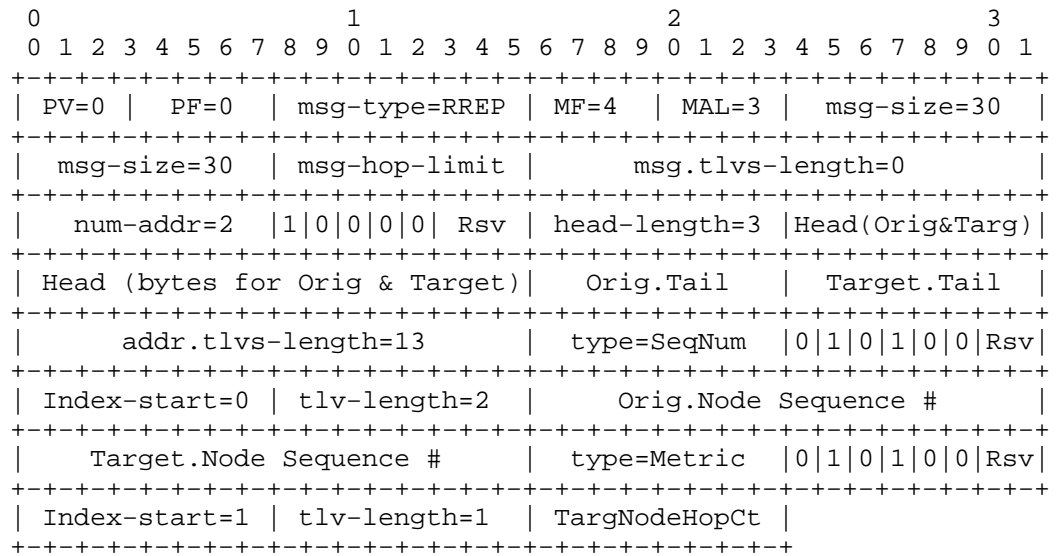 0                   1                   2                   3
 0 1 2 3 4 5 6 7 8 9 0 1 2 3 4 5 6 7 8 9 0 1 2 3 4 5 6 7 8 9 0 1
+-+-+-+-+-+-+-+-+-+-+-+-+-+-+-+-+-+-+-+-+-+-+-+-+-+-+-+-+-+-+-+-+
| PV=0 |  PF=0  | msg-type=RREP | MF=4  | MAL=3 |  msg-size=30  |
+-+-+-+-+-+-+-+-+-+-+-+-+-+-+-+-+-+-+-+-+-+-+-+-+-+-+-+-+-+-+-+-+
|  msg-size=30  | msg-hop-limit |      msg.tlvs-length=0        |
+-+-+-+-+-+-+-+-+-+-+-+-+-+-+-+-+-+-+-+-+-+-+-+-+-+-+-+-+-+-+-+-+
|   num-addr=2  |1|0|0|0|0| Rsv | head-length=3 |Head(Orig&Targ)|
+-+-+-+-+-+-+-+-+-+-+-+-+-+-+-+-+-+-+-+-+-+-+-+-+-+-+-+-+-+-+-+-+
| Head (bytes for Orig & Target)|   Orig.Tail   |  Target.Tail  |
+-+-+-+-+-+-+-+-+-+-+-+-+-+-+-+-+-+-+-+-+-+-+-+-+-+-+-+-+-+-+-+-+
|      addr.tlvs-length=13      |  type=SeqNum  |0|1|0|1|0|0|Rsv|
+-+-+-+-+-+-+-+-+-+-+-+-+-+-+-+-+-+-+-+-+-+-+-+-+-+-+-+-+-+-+-+-+
| Index-start=0 | tlv-length=2  |     Orig.Node Sequence #      |
+-+-+-+-+-+-+-+-+-+-+-+-+-+-+-+-+-+-+-+-+-+-+-+-+-+-+-+-+-+-+-+-+
|    Target.Node Sequence #     |  type=Metric  |0|1|0|1|0|0|Rsv|
+-+-+-+-+-+-+-+-+-+-+-+-+-+-+-+-+-+-+-+-+-+-+-+-+-+-+-+-+-+-+-+-+
| Index-start=1 | tlv-length=1  | TargNodeHopCt |
+-+-+-+-+-+-+-+-+-+-+-+-+-+-+-+-+-+-+-+-+-+-+-+-+